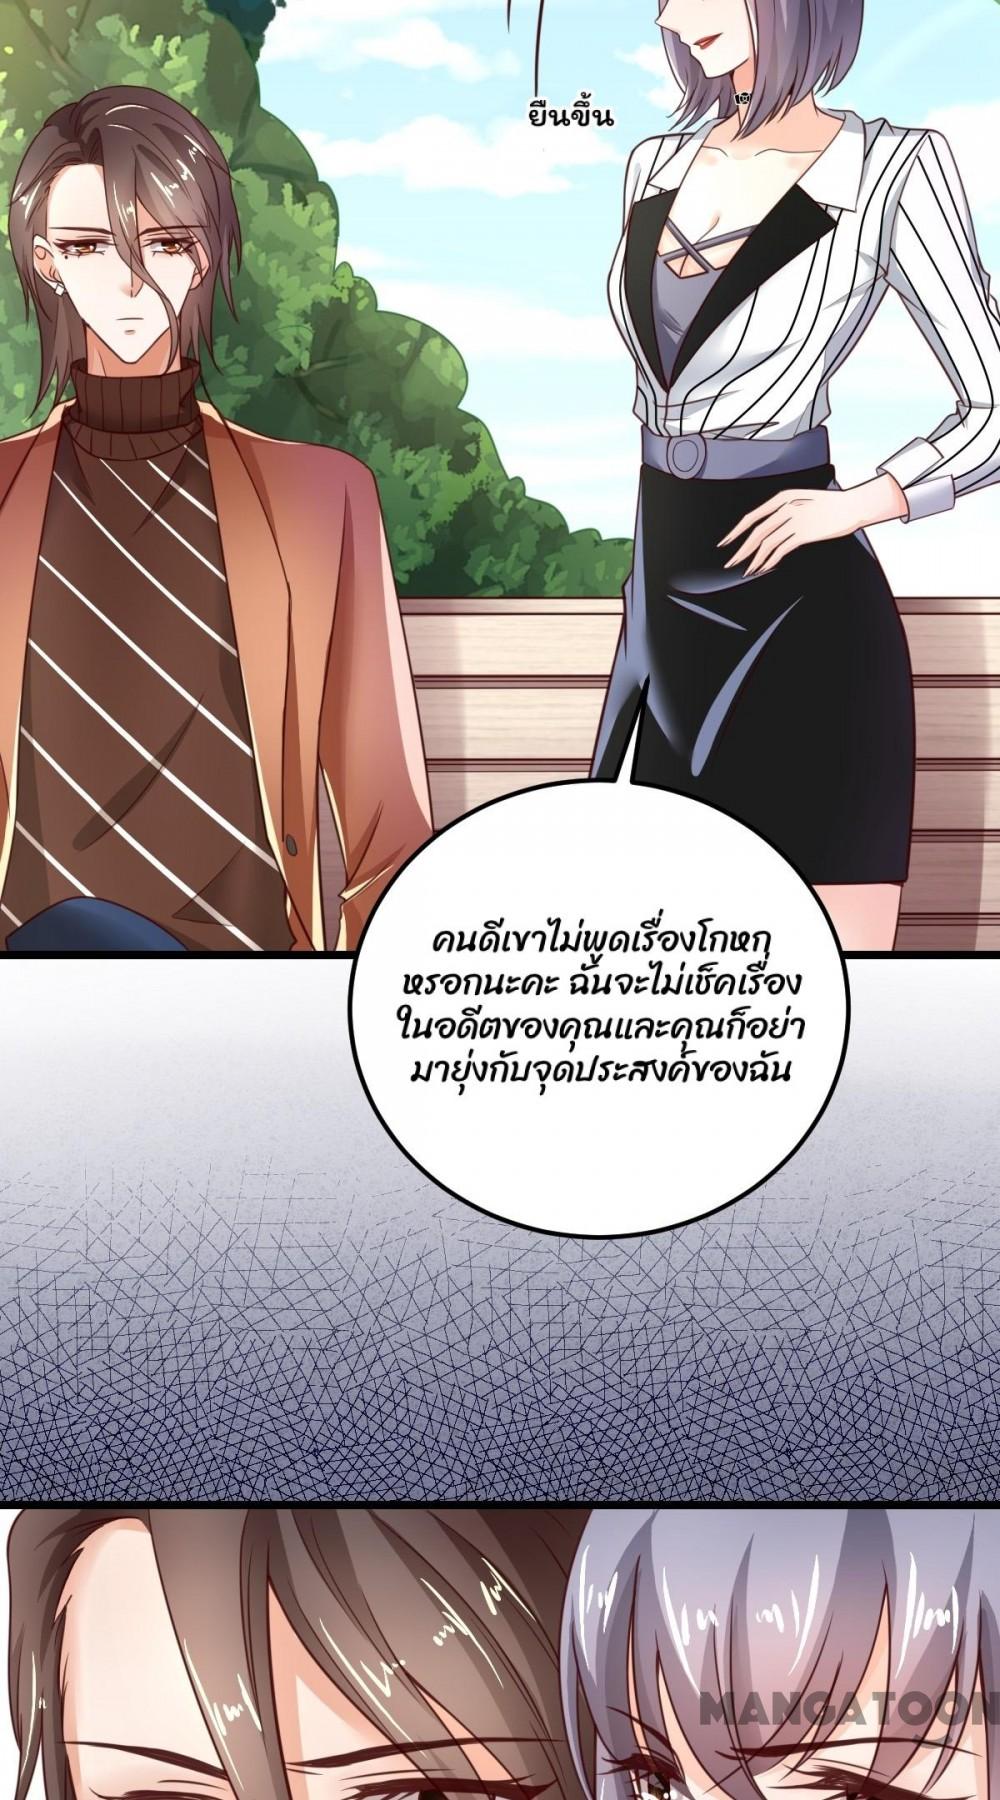 ยืนขึ้น
คนดีเขาไม่พูดเรื่องโกหก
หรอกนะคะ ฉันจะไม่เช็คเรื่อง
ในอดีตของคุณและคุณก็อย่า
มายุ่งกับจุดประสงค์ของฉัน
MANGATOON